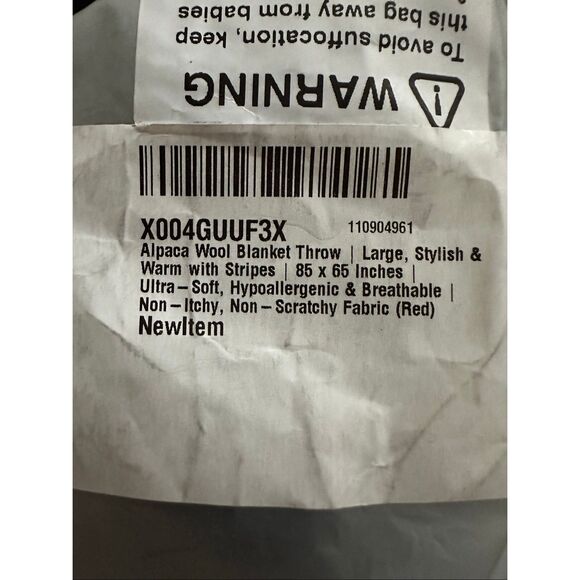 WARNING
To avoid suffocation, keep
this bag away from babies
X004GUUF3X 110904961
Alpaca Wool Blanket Throw | Large, Stylish &
Warm with Stripes | 85 x 65 Inches |
Ultra-Soft, Hypoallergenic & Breathable |
Non-Itchy, Non-Scratchy Fabric (Red)
NewItem